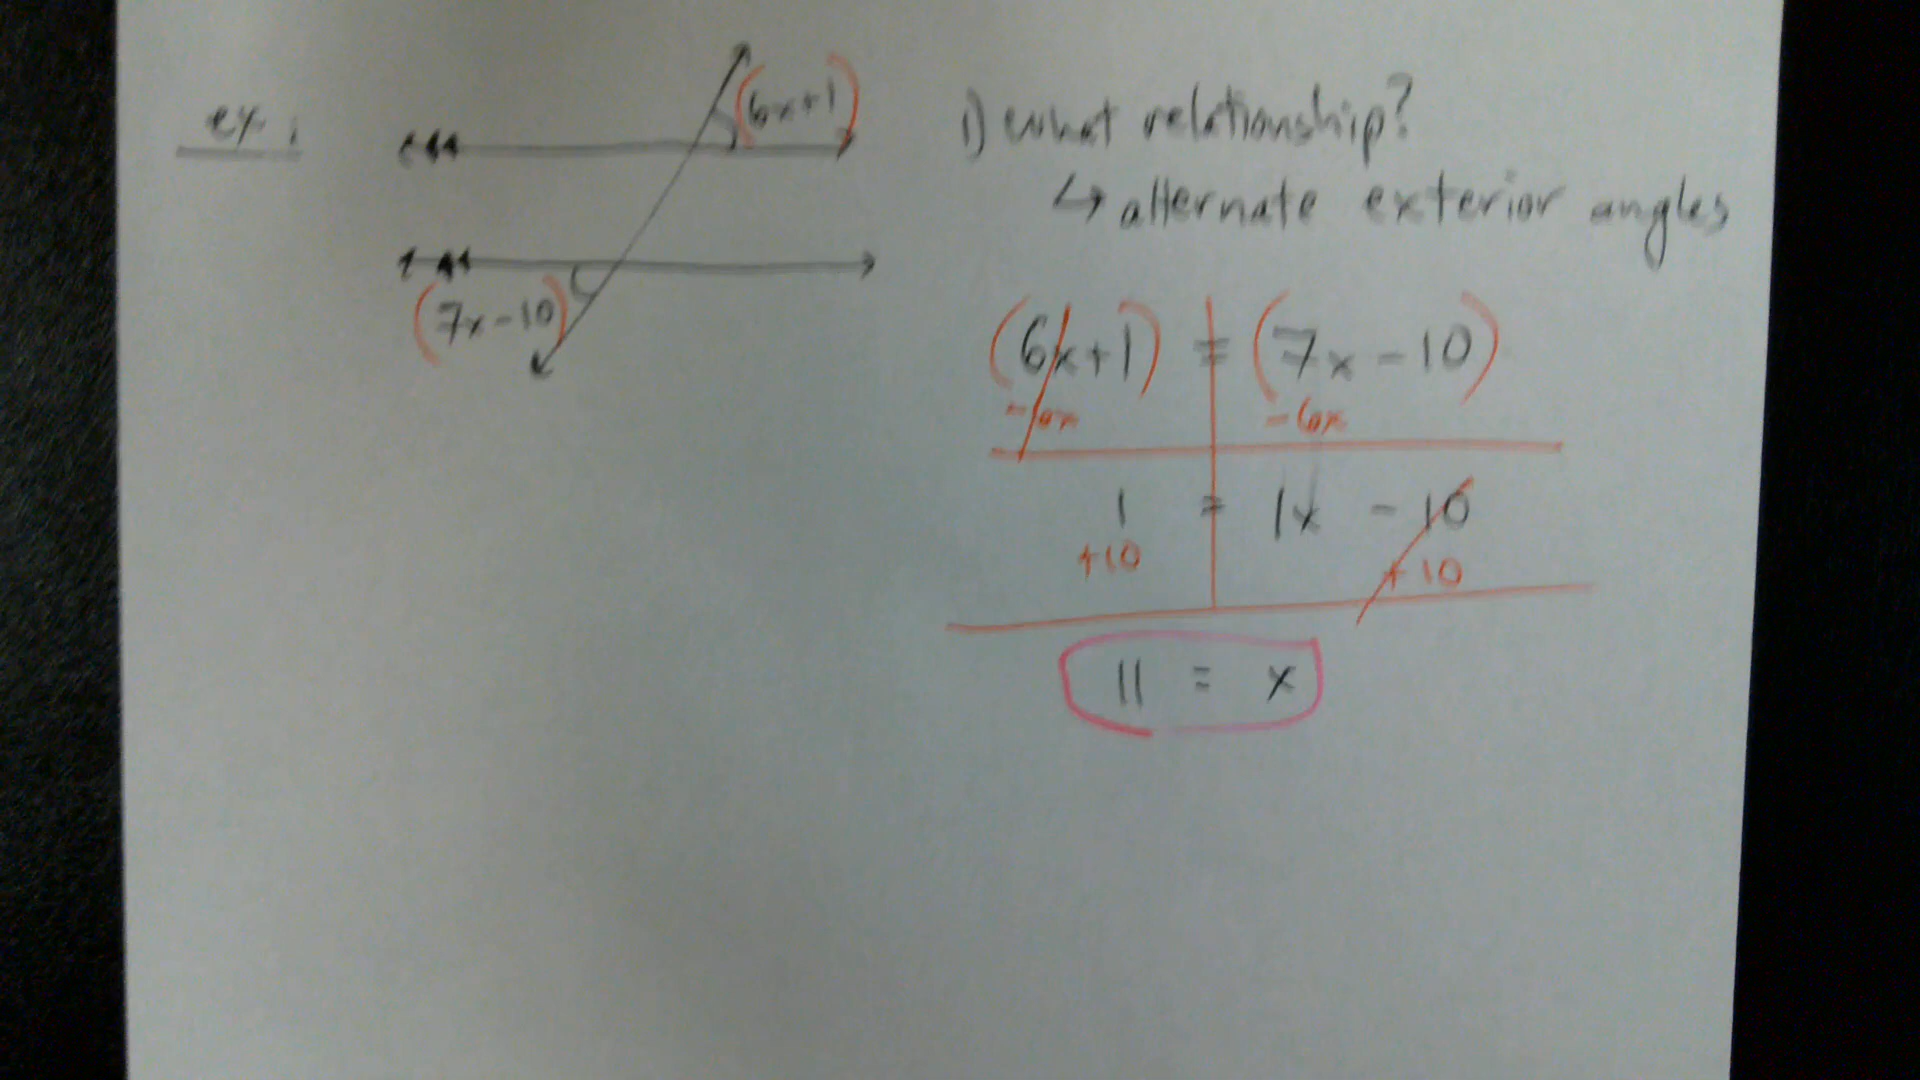 ex:
(6x+1)
(7x-10)
1) What relationship?
↳ alternate exterior angles
(6x+1) = (7x-10)
-6x -6x
1 = 1x - 10
+10 +10
11 = x